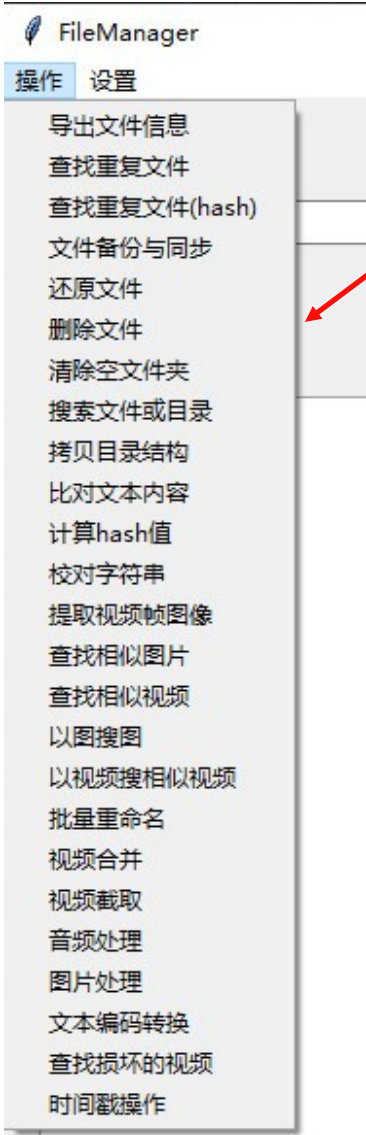 FileManager
操作 设置
导出文件信息
查找重复文件
查找重复文件(hash)
文件备份与同步
还原文件
删除文件
清除空文件夹
搜索文件或目录
拷贝目录结构
比对文本内容
计算hash值
校对字符串
提取视频帧图像
查找相似图片
查找相似视频
以图搜图
以视频搜相似视频
批量重命名
视频合并
视频截取
音频处理
图片处理
文本编码转换
查找损坏的视频
时间戳操作